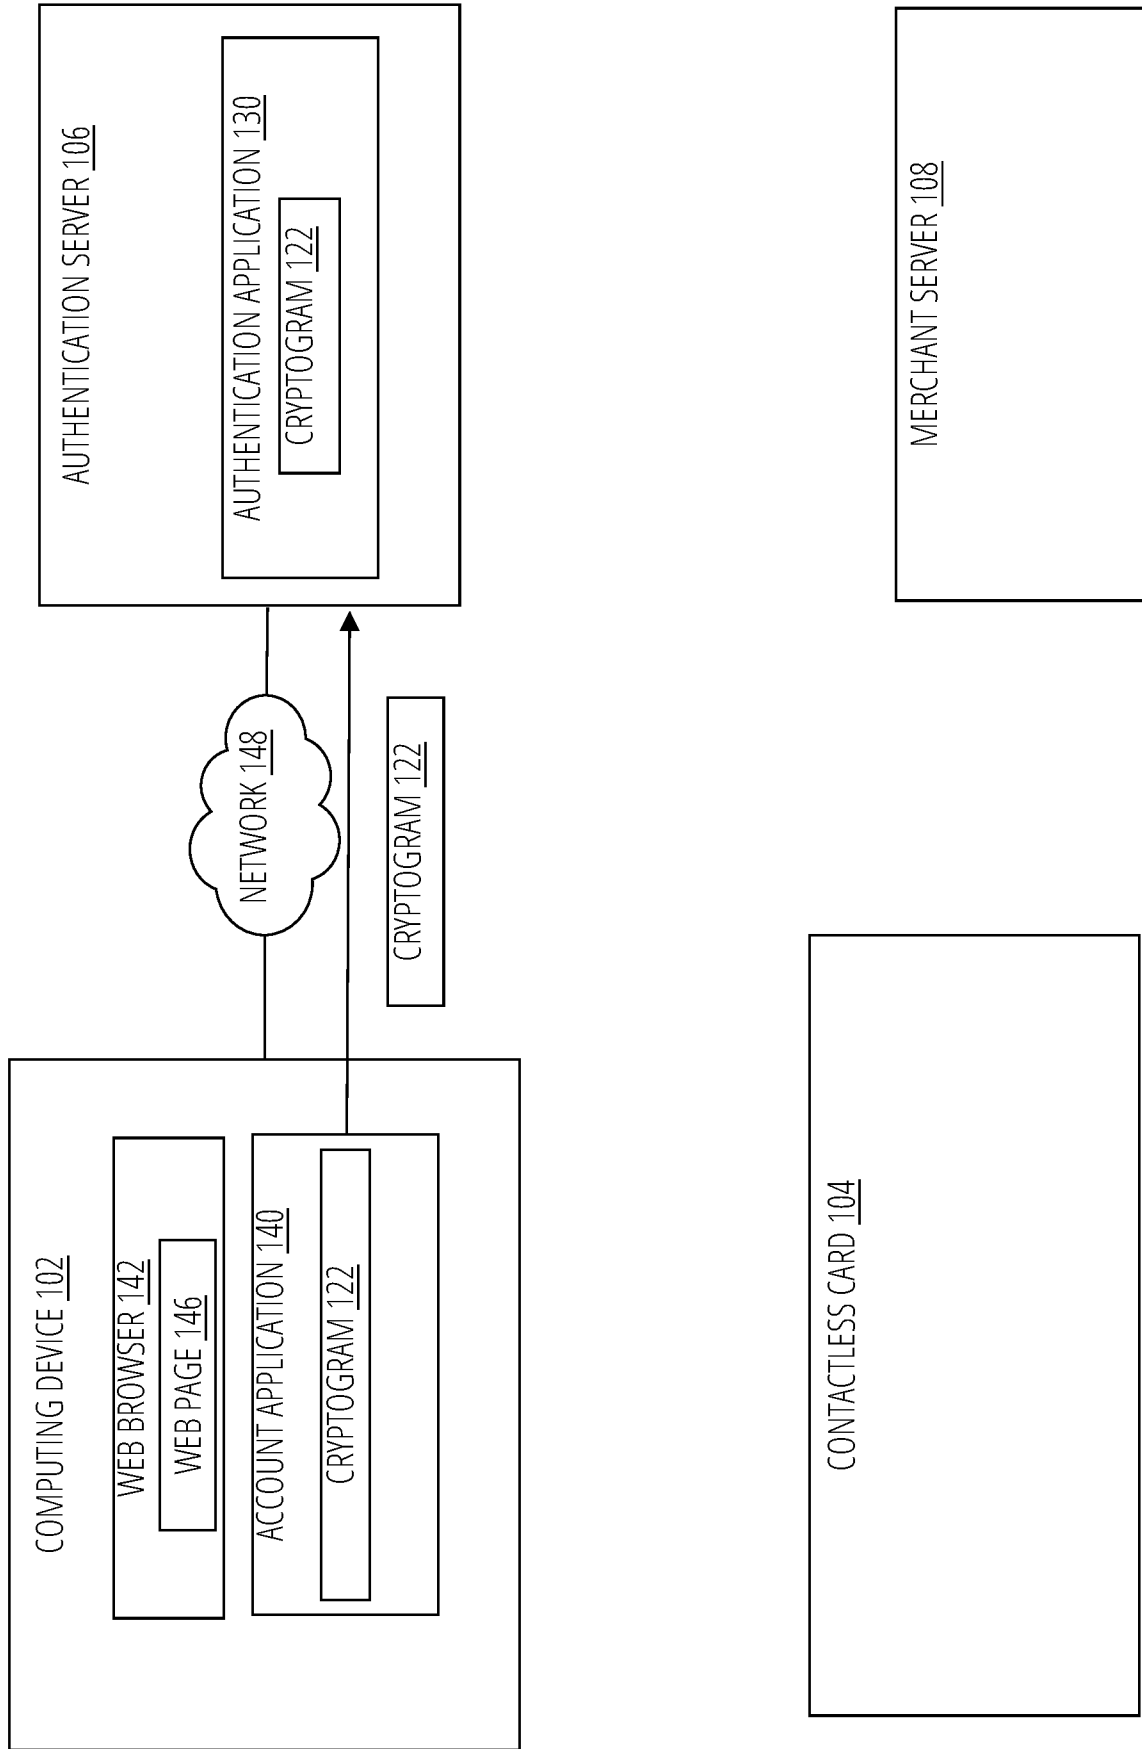 COMPUTING DEVICE 102
WEB BROWSER 142
WEB PAGE 146
ACCOUNT APPLICATION 140
CRYPTOGRAM 122
NETWORK 148
CRYPTOGRAM 122
AUTHENTICATION SERVER 106
AUTHENTICATION APPLICATION 130
CRYPTOGRAM 122
CONTACTLESS CARD 104
MERCHANT SERVER 108